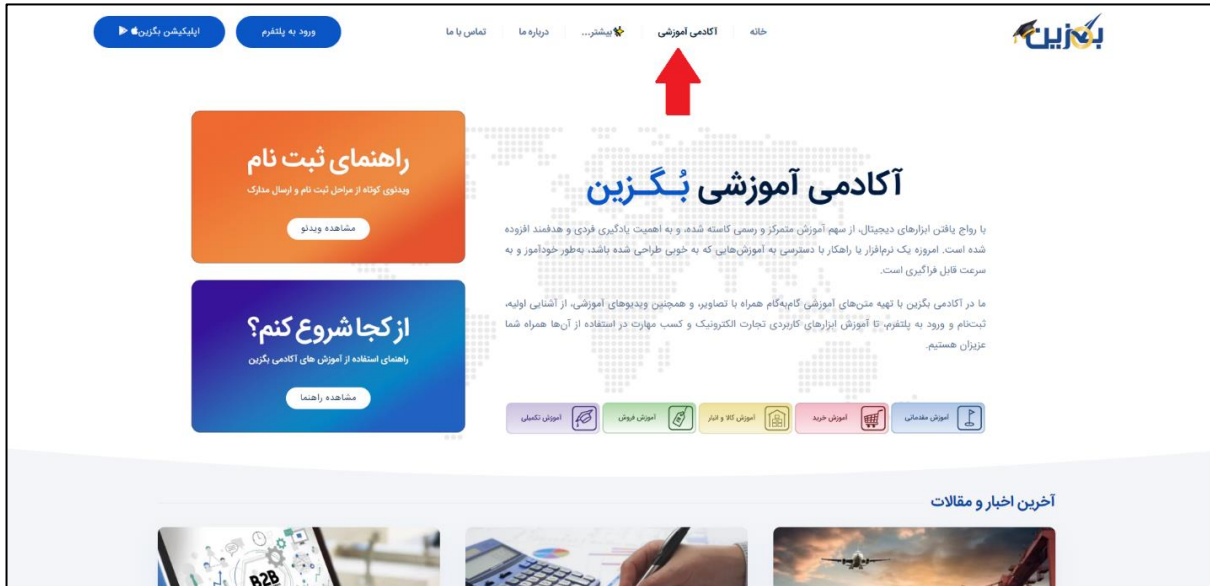 بگزین
خانه
آکادمی آموزشی
بیشتر...
درباره ما
تماس با ما
ورود به پلتفرم
اپلیکیشن بگزین
آکادمی آموزشی بُـگـزین
با رواج یافتن ابزارهای دیجیتال، از سهم آموزش متمرکز و رسمی کاسته شده، و به اهمیت یادگیری فردی و هدفمند افزوده
شده است. امروزه یک نرم‌افزار یا راهکار با دسترسی به آموزش‌هایی که به خوبی طراحی شده باشد، به‌طور خودآموز و به
سرعت قابل فراگیری است.
ما در آکادمی بگزین با تهیه متن‌های آموزشی گام‌به‌گام همراه با تصاویر، و همچنین ویدیوهای آموزشی، از آشنایی اولیه،
ثبت‌نام و ورود به پلتفرم، تا آموزش ابزارهای کاربردی تجارت الکترونیک و کسب مهارت در استفاده از آن‌ها همراه شما
عزیزان هستیم.
آموزش مقدماتی
آموزش خرید
آموزش کالا و انبار
آموزش فروش
آموزش تکمیلی
راهنمای ثبت نام
ویدئوی کوتاه از مراحل ثبت نام و ارسال مدارک
مشاهده ویدئو
از کجا شروع کنم؟
راهنمای استفاده از آموزش های آکادمی بگزین
مشاهده راهنما
آخرین اخبار و مقالات
B2B